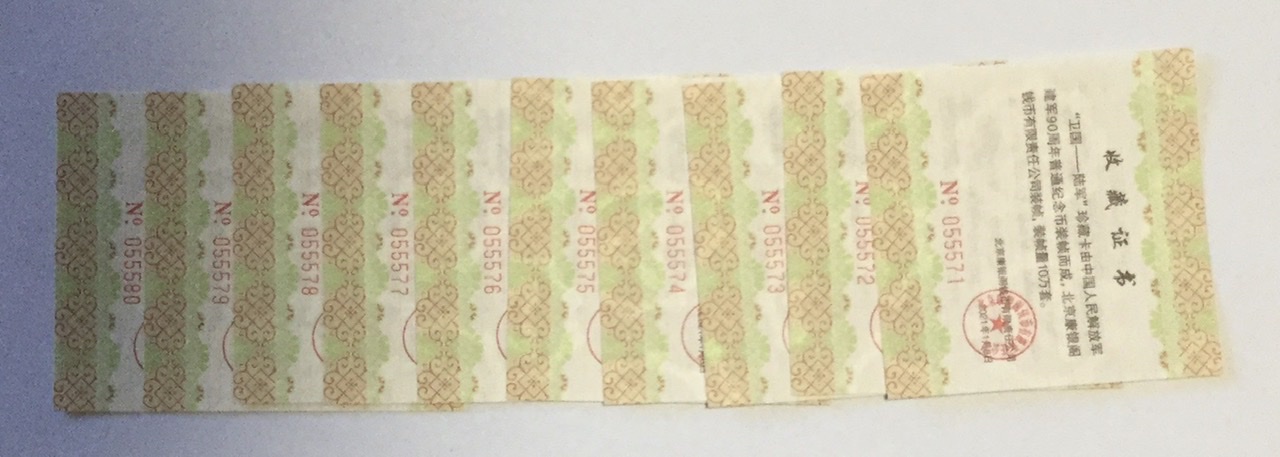 收藏证书
“卫国——陆军”珍藏卡由中国人民解放军
建军90周年普通纪念币装帧而成，北京康银阁
钱币有限责任公司装帧，装帧量10万套。
No. 055571
No. 055572
No. 055573
No. 055574
No. 055575
No. 055576
No. 055577
No. 055578
No. 055579
No. 055580